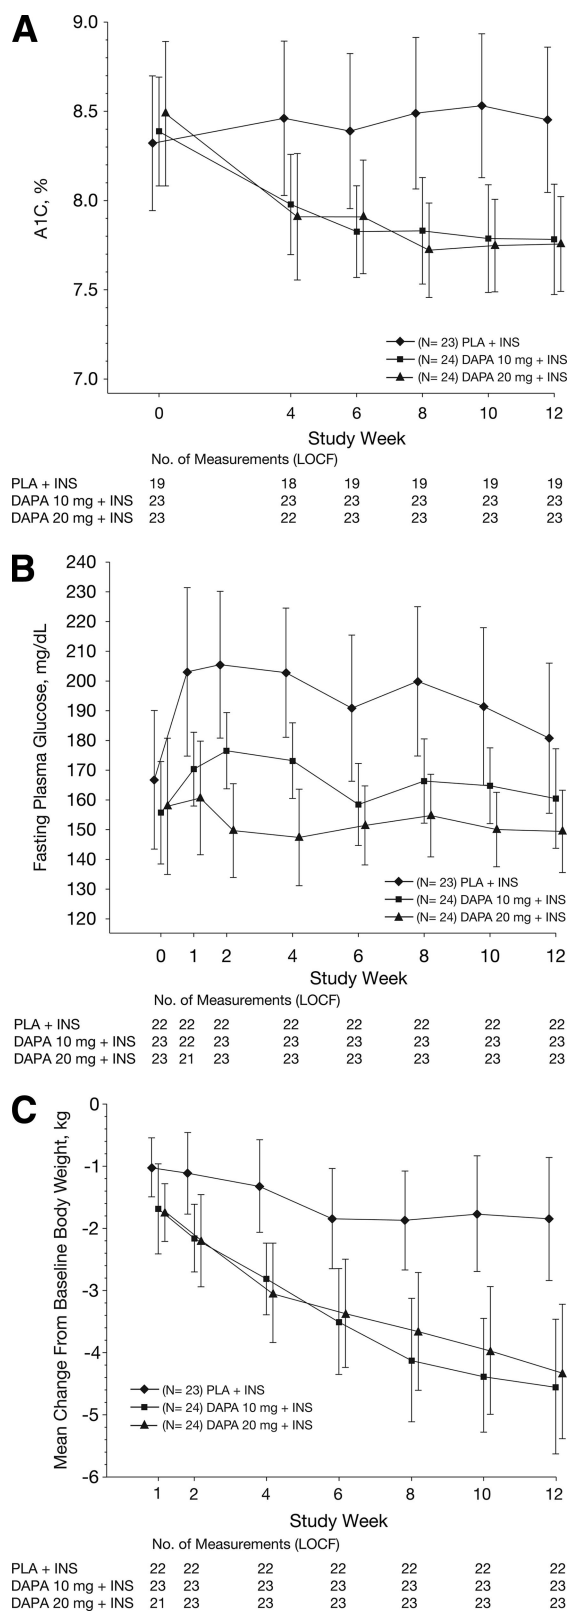 A
9.0
8.5
8.0
7.5
7.0
A1C, %
(N= 23) PLA + INS
(N= 24) DAPA 10 mg + INS
(N= 24) DAPA 20 mg + INS
0 4 6 8 10 12
Study Week
No. of Measurements (LOCF)
PLA + INS 19 18 19 19 19 19
DAPA 10 mg + INS 23 23 23 23 23 23
DAPA 20 mg + INS 23 22 23 23 23 23
B
240
230
220
210
200
190
180
170
160
150
140
130
120
Fasting Plasma Glucose, mg/dL
(N= 23) PLA + INS
(N= 24) DAPA 10 mg + INS
(N= 24) DAPA 20 mg + INS
0 1 2 4 6 8 10 12
Study Week
No. of Measurements (LOCF)
PLA + INS 22 22 22 22 22 22 22 22
DAPA 10 mg + INS 23 22 23 23 23 23 23 23
DAPA 20 mg + INS 23 21 23 23 23 23 23 23
C
0
-1
-2
-3
-4
-5
-6
Mean Change From Baseline Body Weight, kg
(N= 23) PLA + INS
(N= 24) DAPA 10 mg + INS
(N= 24) DAPA 20 mg + INS
1 2 4 6 8 10 12
Study Week
No. of Measurements (LOCF)
PLA + INS 22 22 22 22 22 22 22
DAPA 10 mg + INS 23 23 23 23 23 23 23
DAPA 20 mg + INS 21 23 23 23 23 23 23